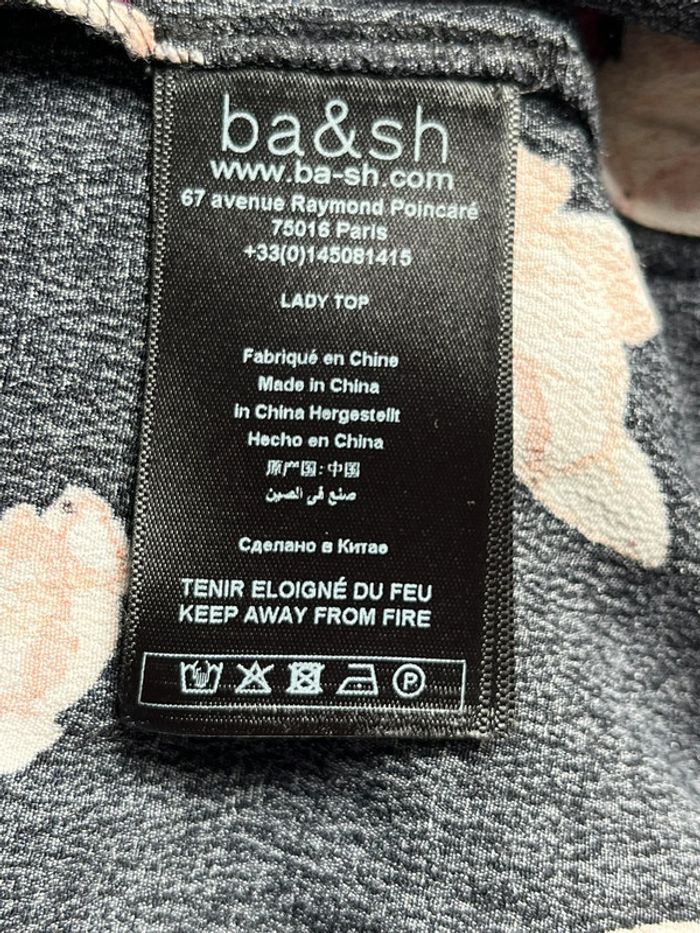 ba&sh
www.ba-sh.com
67 avenue Raymond Poincaré
75016 Paris
+33(0)145081415
LADY TOP
Fabriqué en Chine
Made in China
in China Hergestellt
Hecho en China
原产国:中国
صنع في الصين
Сделано в Китае
TENIR ELOIGNÉ DU FEU
KEEP AWAY FROM FIRE
P